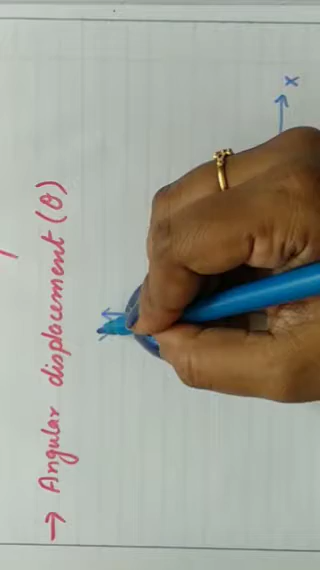 → Angular displacement (θ)
x